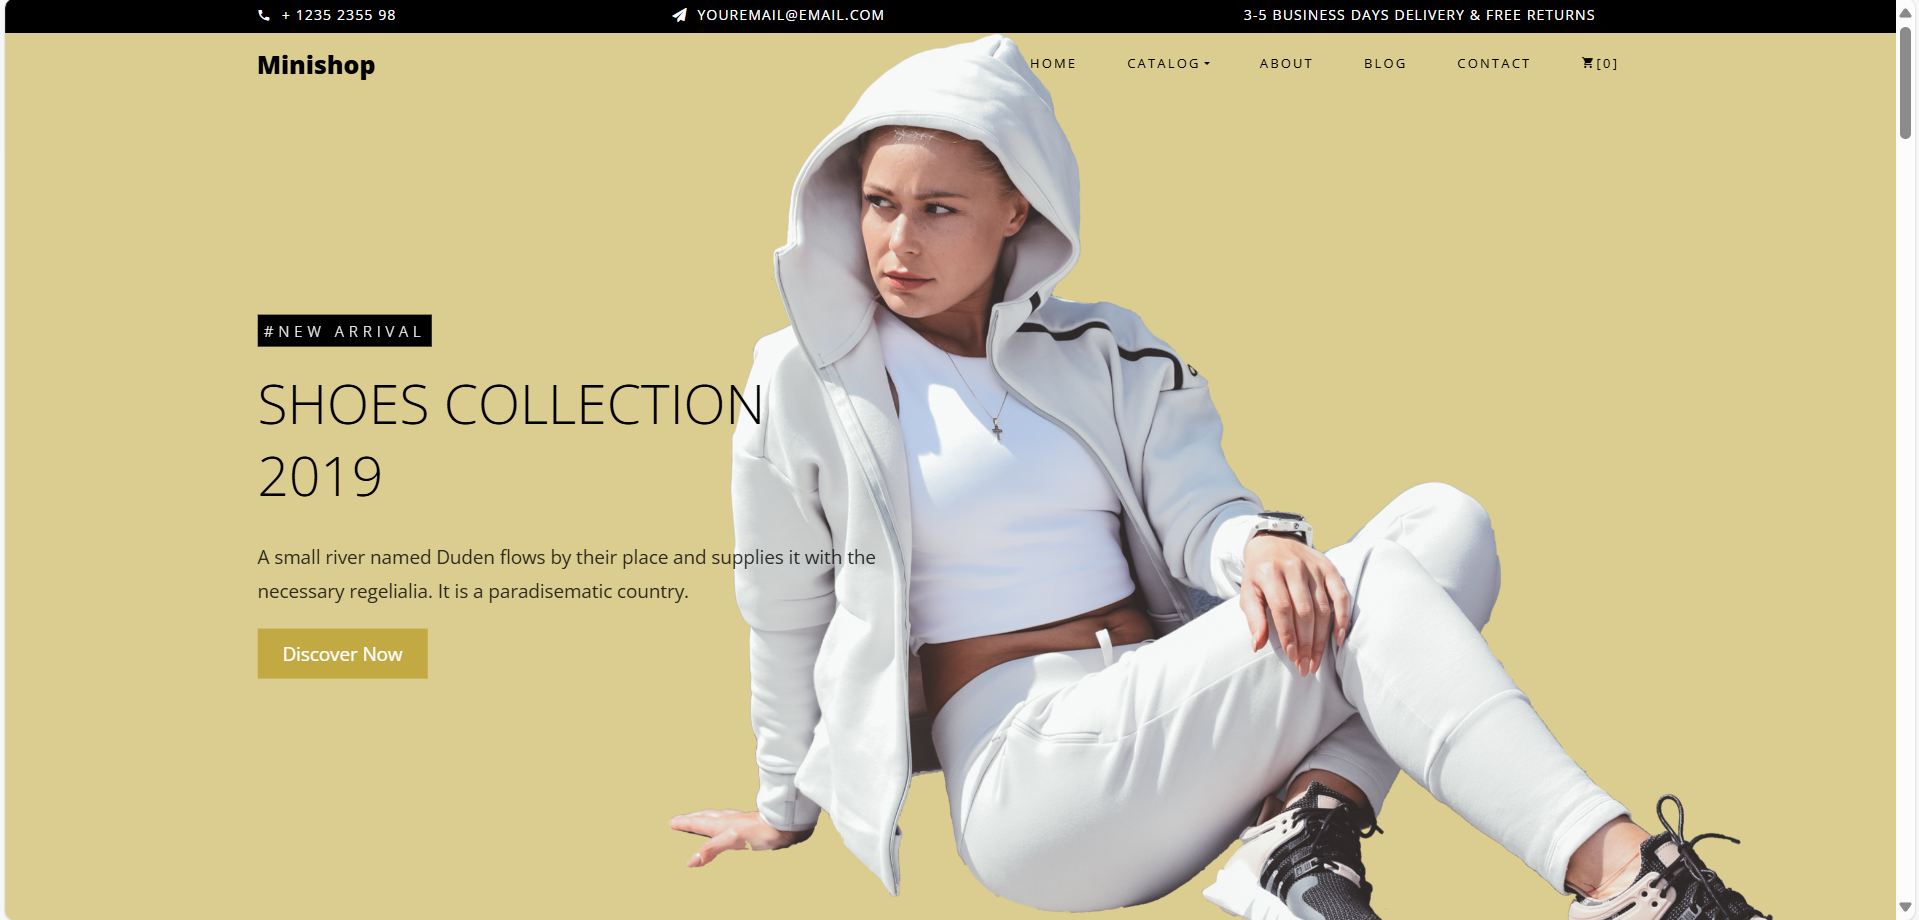 + 1235 2355 98
YOUREMAIL@EMAIL.COM
3-5 BUSINESS DAYS DELIVERY & FREE RETURNS
Minishop
HOME
CATALOG
ABOUT
BLOG
CONTACT
[0]
#NEW ARRIVAL
SHOES COLLECTION
2019
A small river named Duden flows by their place and supplies it with the
necessary regelialia. It is a paradisematic country.
Discover Now